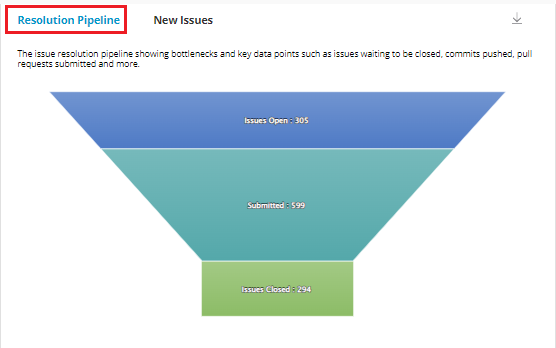 Resolution Pipeline New Issues
The issue resolution pipeline showing bottlenecks and key data points such as issues waiting to be closed, commits pushed, pull
requests submitted and more.
Issues Open : 305
Submitted : 599
Issues Closed : 294